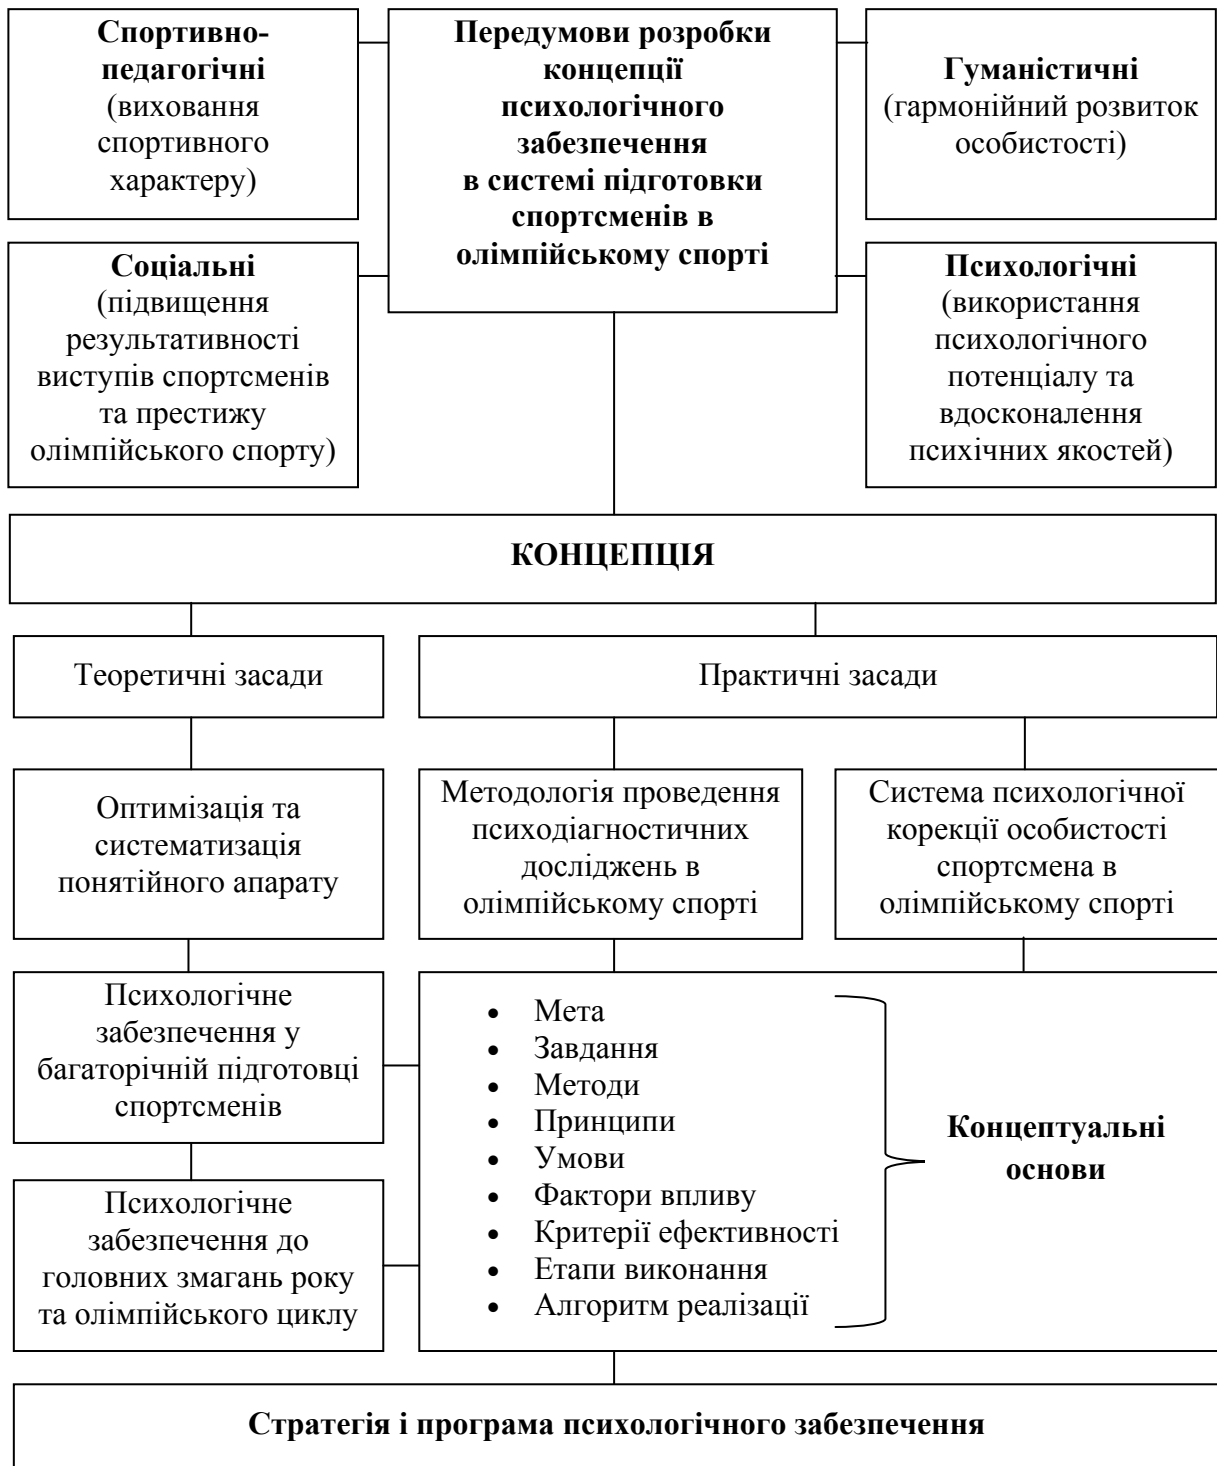 Спортивно-
педагогічні
(виховання
спортивного
характеру)
Передумови розробки
концепції
психологічного
забезпечення
в системі підготовки
спортсменів в
олімпійському спорті
Гуманістичні
(гармонійний розвиток
особистості)
Соціальні
(підвищення
результативності
виступів спортсменів
та престижу
олімпійського спорту)
Психологічні
(використання
психологічного
потенціалу та
вдосконалення
психічних якостей)
КОНЦЕПЦІЯ
Теоретичні засади
Практичні засади
Оптимізація та
систематизація
понятійного апарату
Методологія проведення
психодіагностичних
досліджень в
олімпійському спорті
Система психологічної
корекції особистості
спортсмена в
олімпійському спорті
Психологічне
забезпечення у
багаторічній підготовці
спортсменів
Психологічне
забезпечення до
головних змагань року
та олімпійського циклу
• Мета
• Завдання
• Методи
• Принципи
• Умови
• Фактори впливу
• Критерії ефективності
• Етапи виконання
• Алгоритм реалізації
Концептуальні
основи
Стратегія і програма психологічного забезпечення